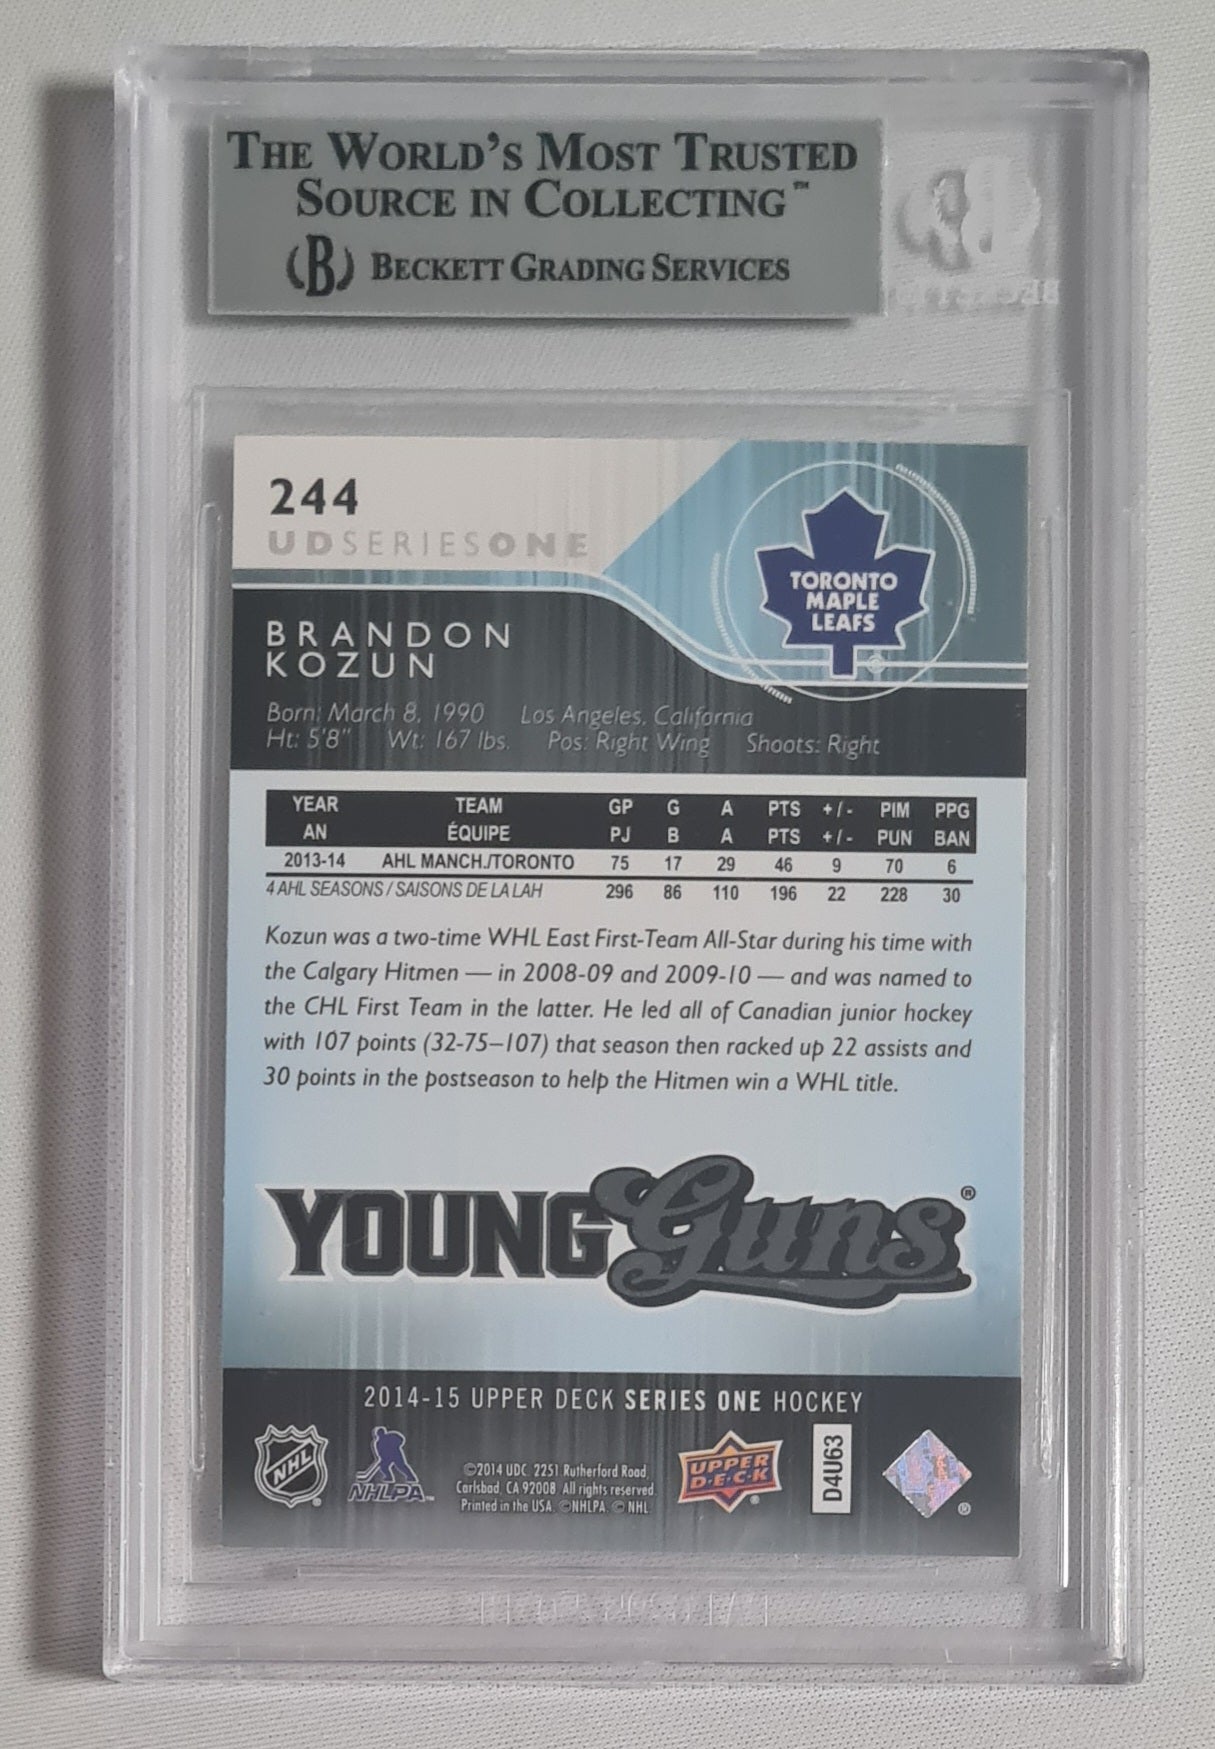 THE WORLD'S MOST TRUSTED
SOURCE IN COLLECTING™
(B) BECKETT GRADING SERVICES
244
UDSERIESONE
TORONTO
MAPLE
LEAFS
BRANDON
KOZUN
Born: March 8, 1990 Los Angeles, California
Ht: 5'8" Wt: 167 lbs. Pos: Right Wing Shoots: Right
YEAR TEAM GP G A PTS +/- PIM PPG
AN ÉQUIPE PJ B A PTS +/- PUN BAN
2013-14 AHL MANCH./TORONTO 75 17 29 46 9 70 6
4 AHL SEASONS / SAISONS DE LA LAH 296 86 110 196 22 228 30
Kozun was a two-time WHL East First-Team All-Star during his time with
the Calgary Hitmen — in 2008-09 and 2009-10 — and was named to
the CHL First Team in the latter. He led all of Canadian junior hockey
with 107 points (32-75–107) that season then racked up 22 assists and
30 points in the postseason to help the Hitmen win a WHL title.
YOUNG Guns®
2014-15 UPPER DECK SERIES ONE HOCKEY
NHL ®
NHLPA™
©2014 UDC. 2251 Rutherford Road,
Carlsbad, CA 92008. All rights reserved.
Printed in the USA. ©NHLPA. © NHL.
UPPER
D·E·C·K ®
D4U63
®